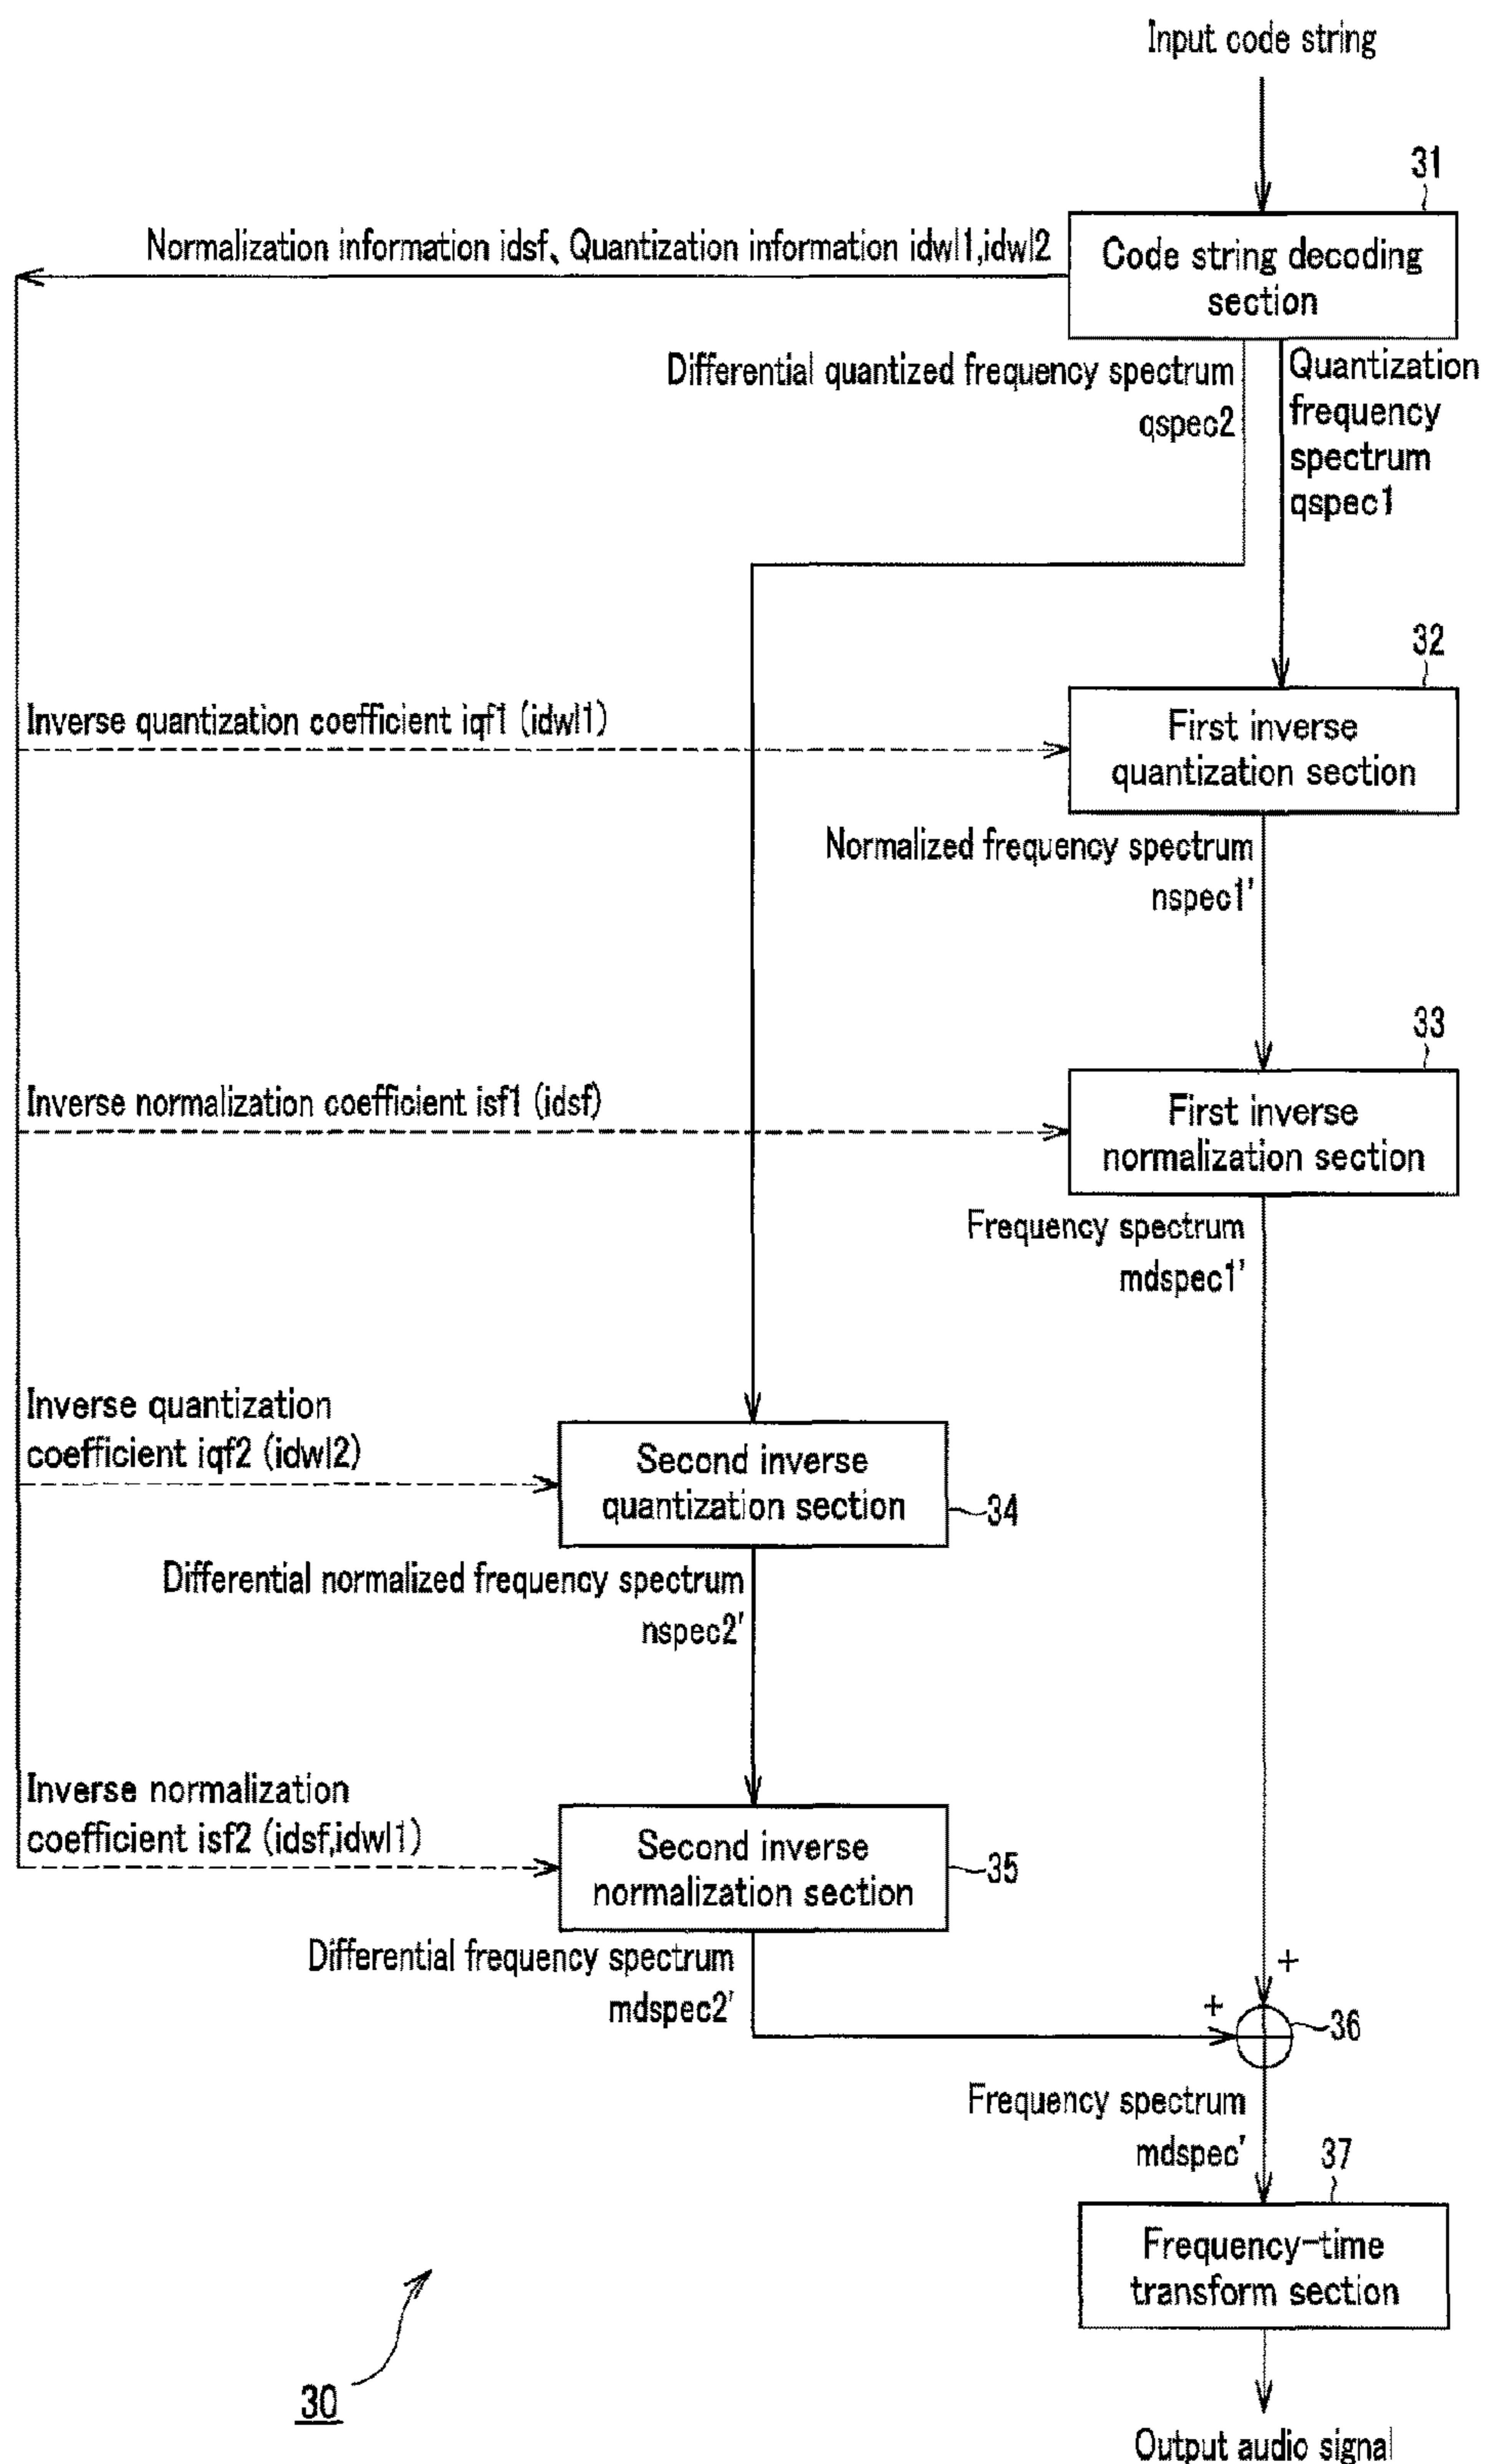 Input code string
31
Normalization information idsf、Quantization information idwl1,idwl2
Code string decoding
section
Differential quantized frequency spectrum
qspec2
Quantization
frequency
spectrum
qspec1
32
Inverse quantization coefficient iqf1 (idwl1)
First inverse
quantization section
Normalized frequency spectrum
nspec1'
33
Inverse normalization coefficient isf1 (idsf)
First inverse
normalization section
Frequency spectrum
mdspec1'
Inverse quantization
coefficient iqf2 (idwl2)
Second inverse
quantization section
34
Differential normalized frequency spectrum
nspec2'
Inverse normalization
coefficient isf2 (idsf,idwl1)
Second inverse
normalization section
35
Differential frequency spectrum
mdspec2'
+
+
36
Frequency spectrum
mdspec'
37
Frequency-time
transform section
30
Output audio signal